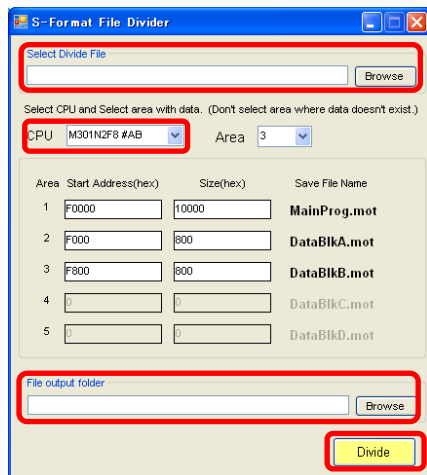 S-Format File Divider
Select Divide File
Browse
Select CPU and Select area with data. (Don't select area where data doesn't exist.)
CPU M301N2F8 #AB Area 3
Area Start Address(hex) Size(hex) Save File Name
1 F0000 10000 MainProg.mot
2 F000 800 DataBlkA.mot
3 F800 800 DataBlkB.mot
4 0 0 DataBlkC.mot
5 0 0 DataBlkD.mot
File output folder
Browse
Divide